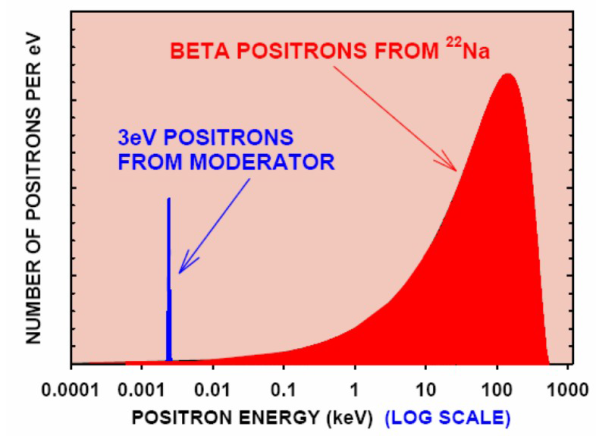 BETA POSITRONS FROM ²²Na
3eV POSITRONS
FROM MODERATOR
NUMBER OF POSITRONS PER eV
0.0001 0.001 0.01 0.1 1 10 100 1000
POSITRON ENERGY (keV) (LOG SCALE)